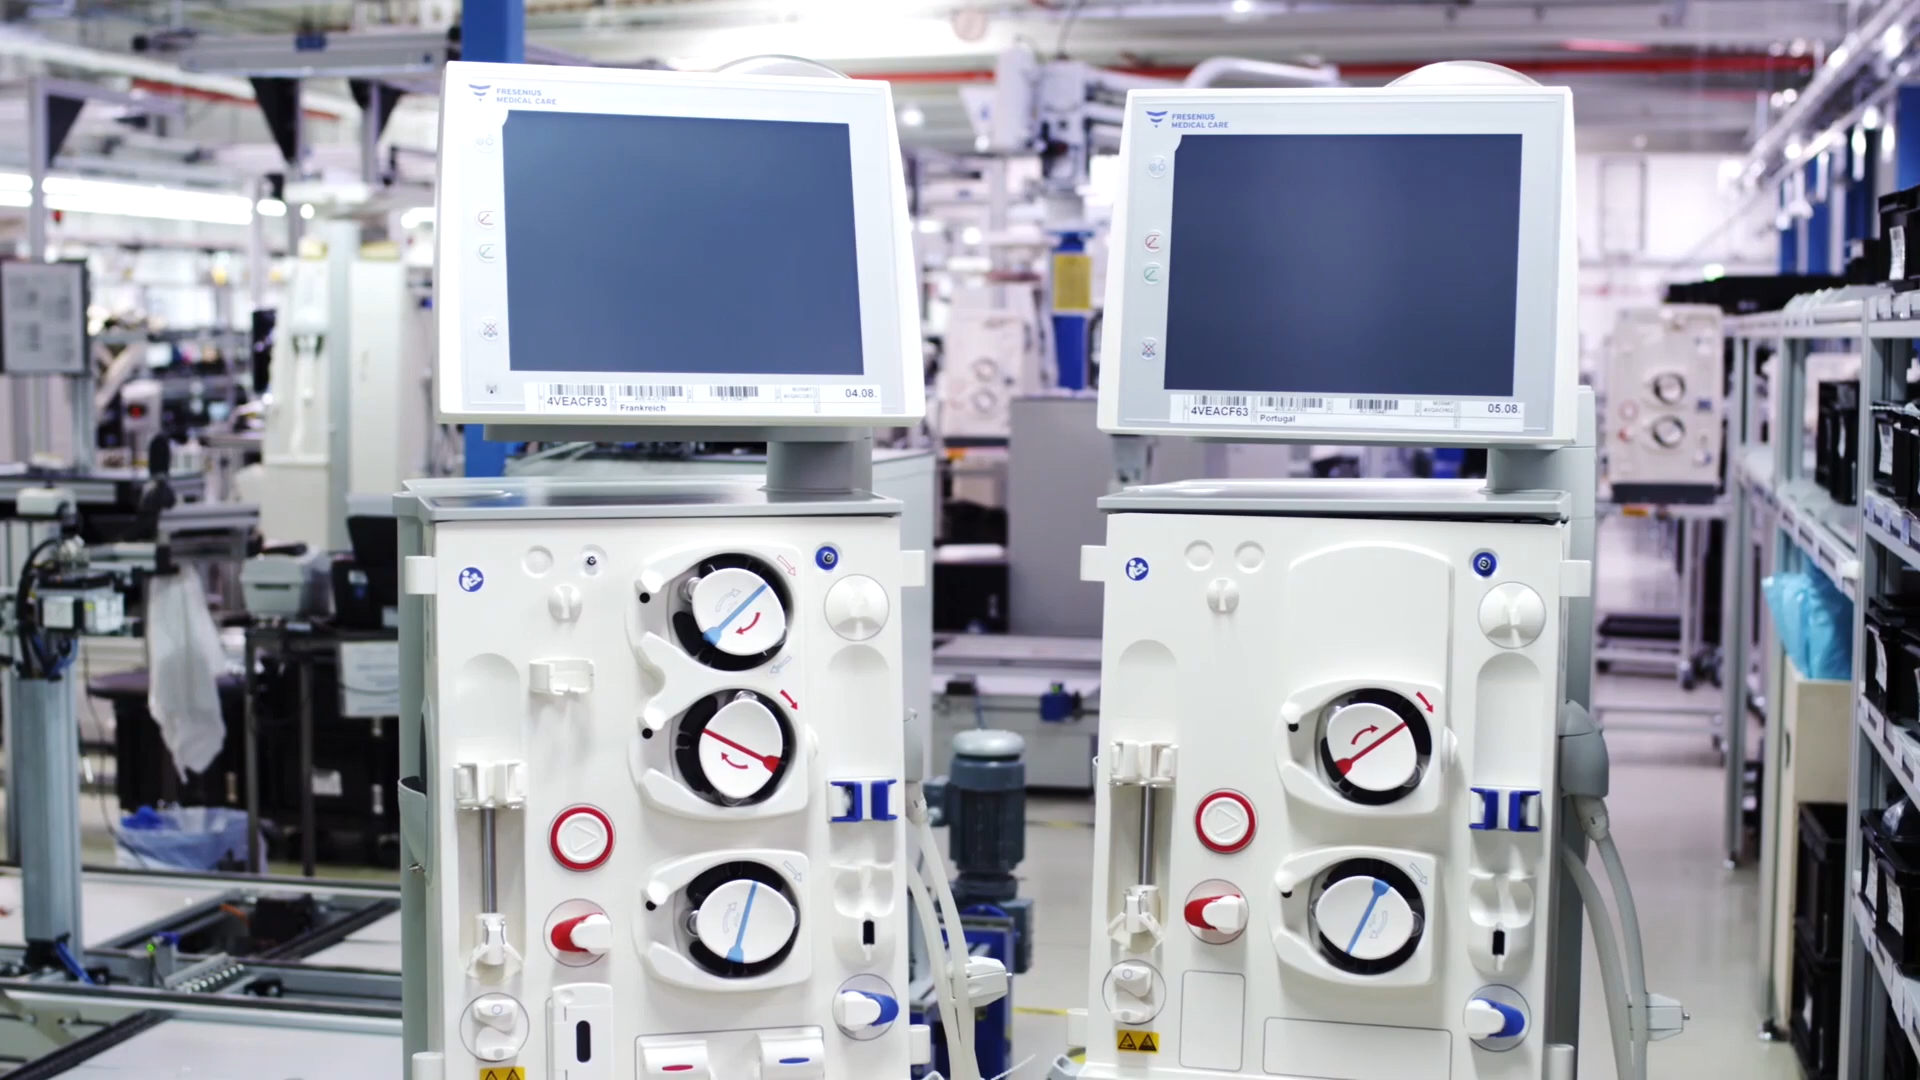 FRESENIUS
MEDICAL CARE
4VEACF93
Frankreich
04.08.
FRESENIUS
MEDICAL CARE
4VEACF63
Portugal
05.08.